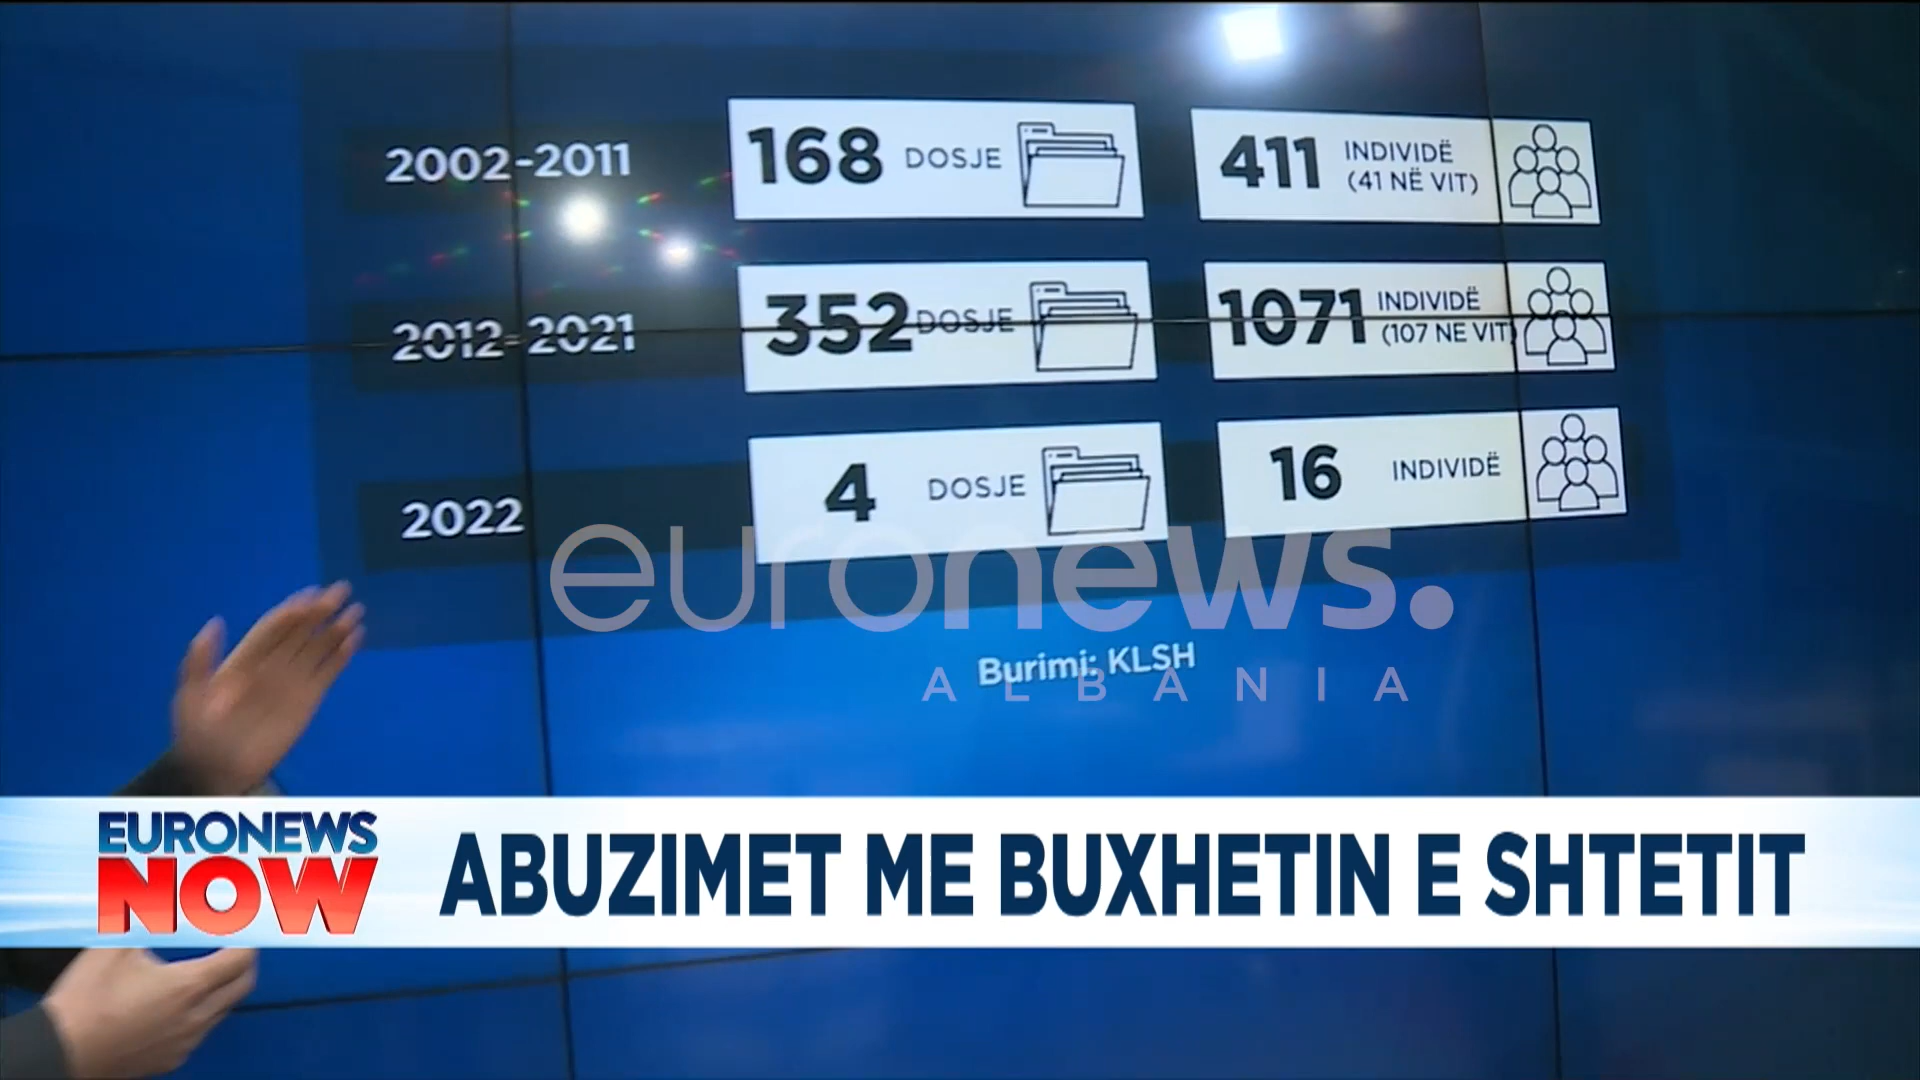 2002-2011
168 DOSJE
411 INDIVIDË
(41 NË VIT)
2012-2021
352 DOSJE
1071 INDIVIDË
(107 NE VIT)
2022
4 DOSJE
16 INDIVIDË
euronews.
ALBANIA
Burimi: KLSH
EURONEWS
NOW
ABUZIMET ME BUXHETIN E SHTETIT